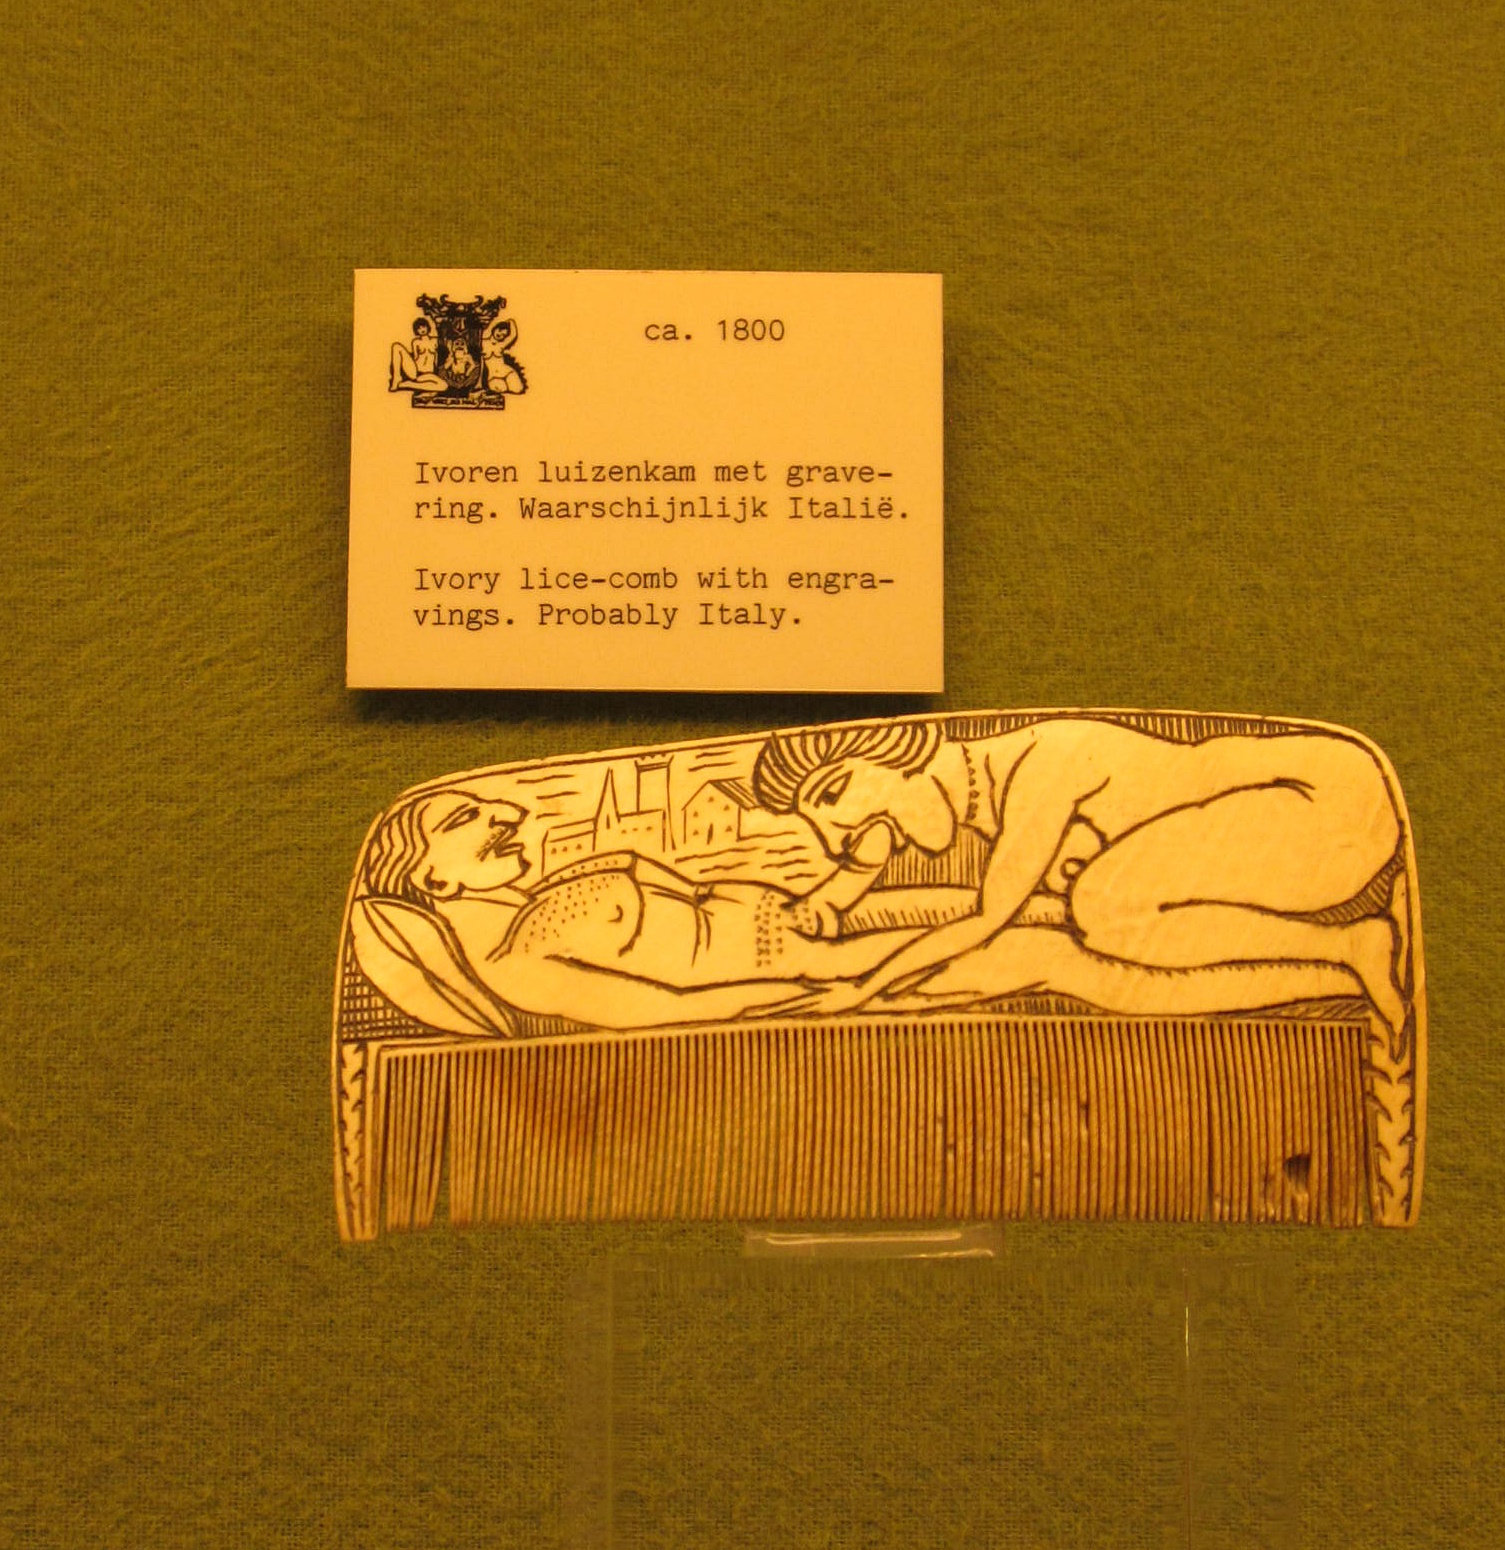 ca. 1800
Ivoren luizenkam met grave-
ring. Waarschijnlijk Italië.
Ivory lice-comb with engra-
vings. Probably Italy.